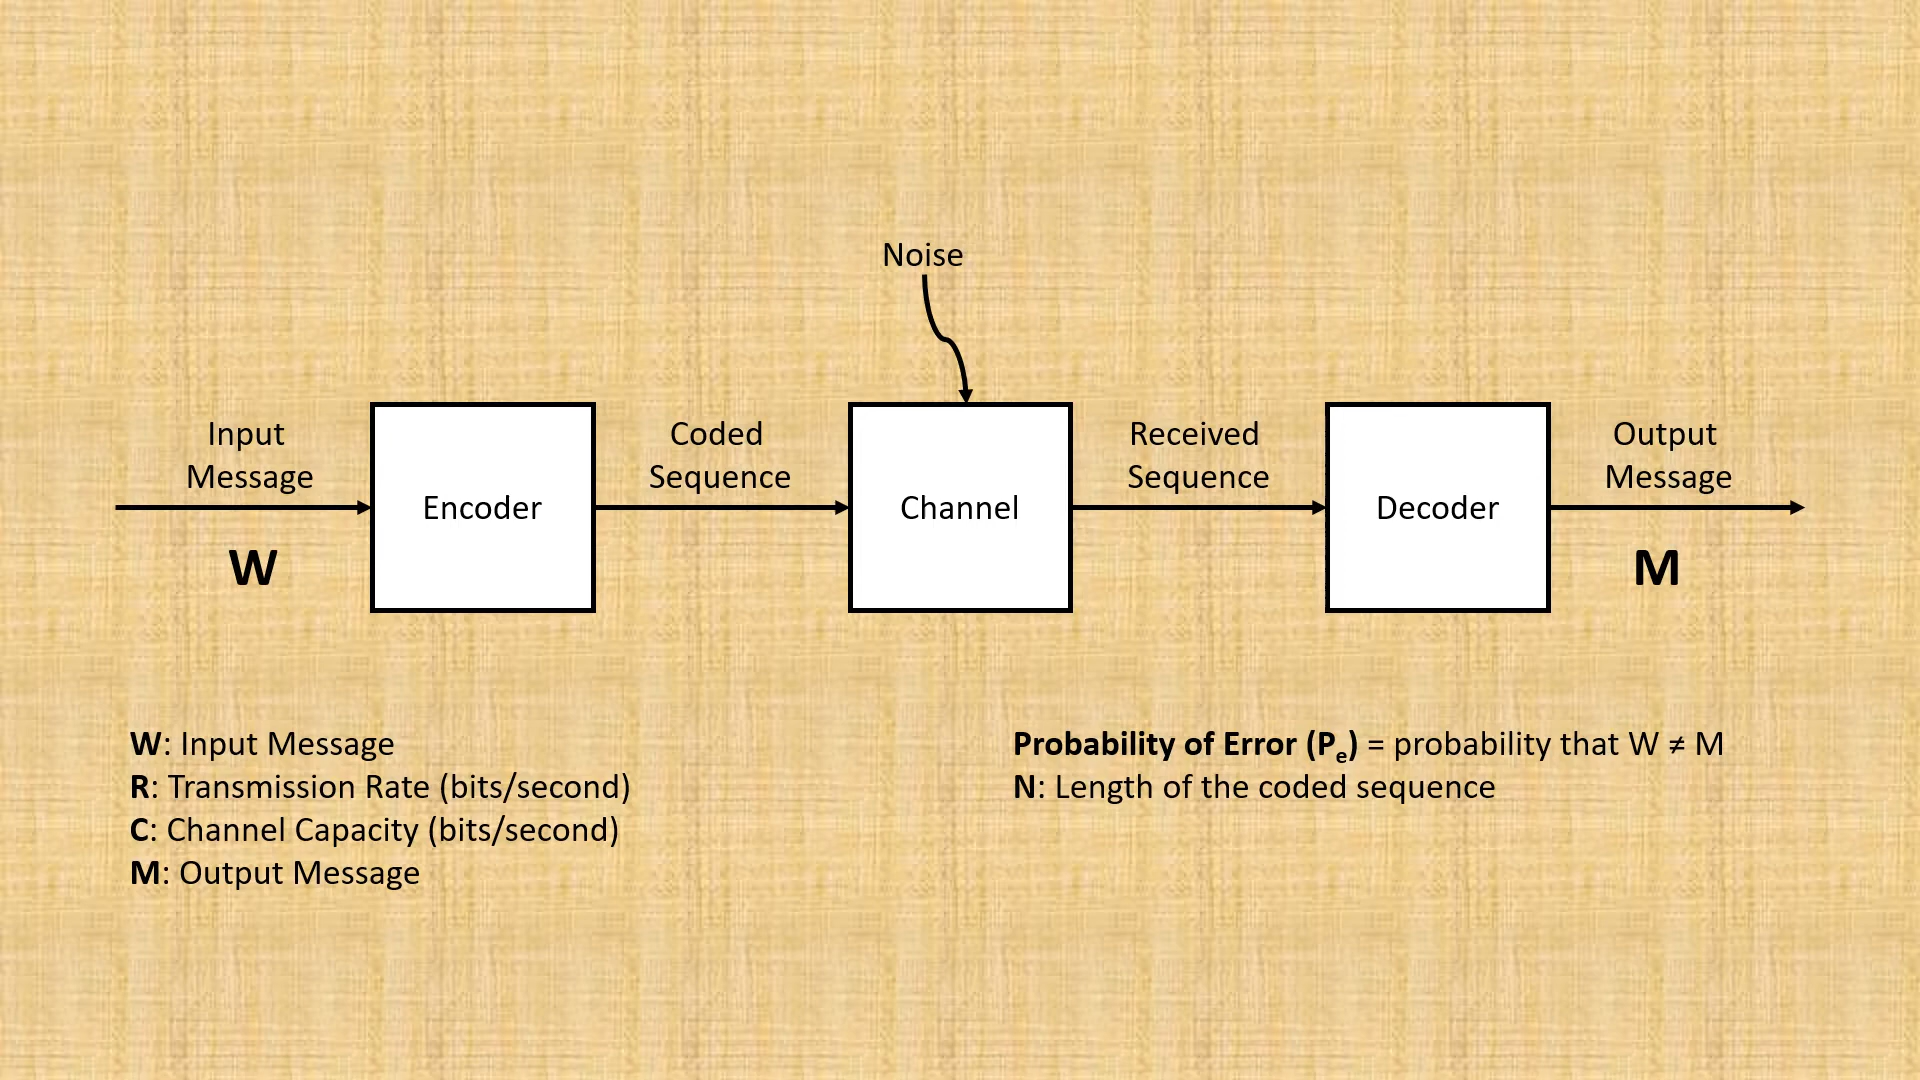 Noise
Input
Message
Coded
Sequence
Received
Sequence
Output
Message
Encoder
Channel
Decoder
W
M
W: Input Message
R: Transmission Rate (bits/second)
C: Channel Capacity (bits/second)
M: Output Message
Probability of Error (Pe) = probability that W ≠ M
N: Length of the coded sequence